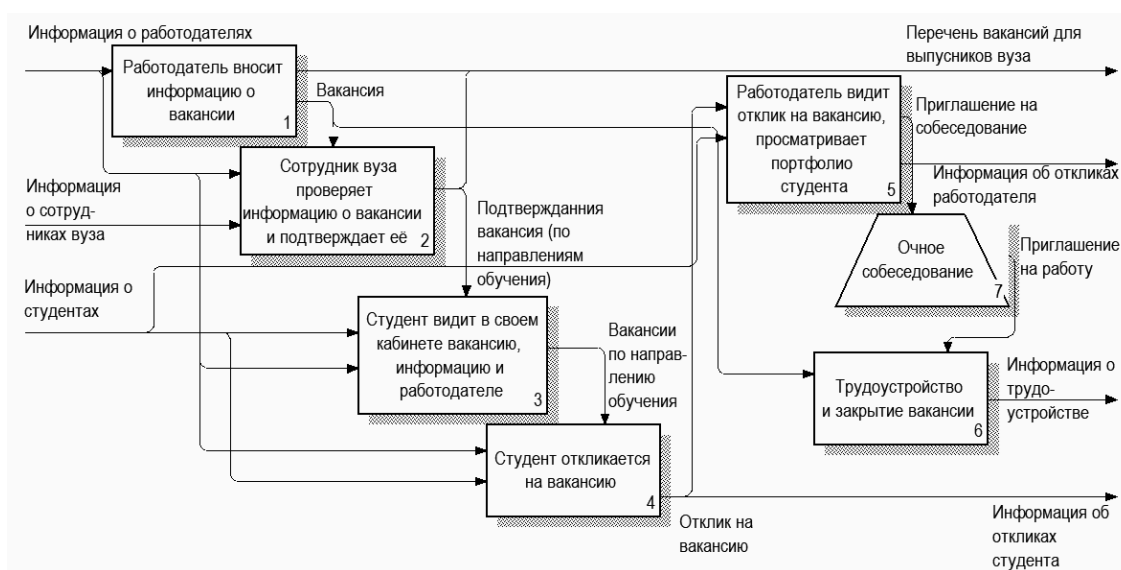 Информация о работодателях
Работодатель вносит
информацию о
вакансии
1
Вакансия
Перечень вакансий для
выпусников вуза
Работодатель видит
отклик на вакансию,
просматривает
портфолио
студента
5
Приглашение на
собеседование
Информация
о сотруд-
никах вуза
Сотрудник вуза
проверяет
информацию о вакансии
и подтверждает её
2
Информация об откликах
работодателя
Подтвержданния
вакансия (по
направлениям
обучения)
Очное
собеседование
7
Приглашение
на работу
Информация о
студентах
Студент видит в своем
кабинете вакансию,
информацию и
работодателе
3
Вакансии
по направ-
лению
обучения
Трудоустройство
и закрытие вакансии
6
Информация о
трудо-
устройстве
Студент откликается
на вакансию
4
Отклик на
вакансию
Информация об
откликах
студента